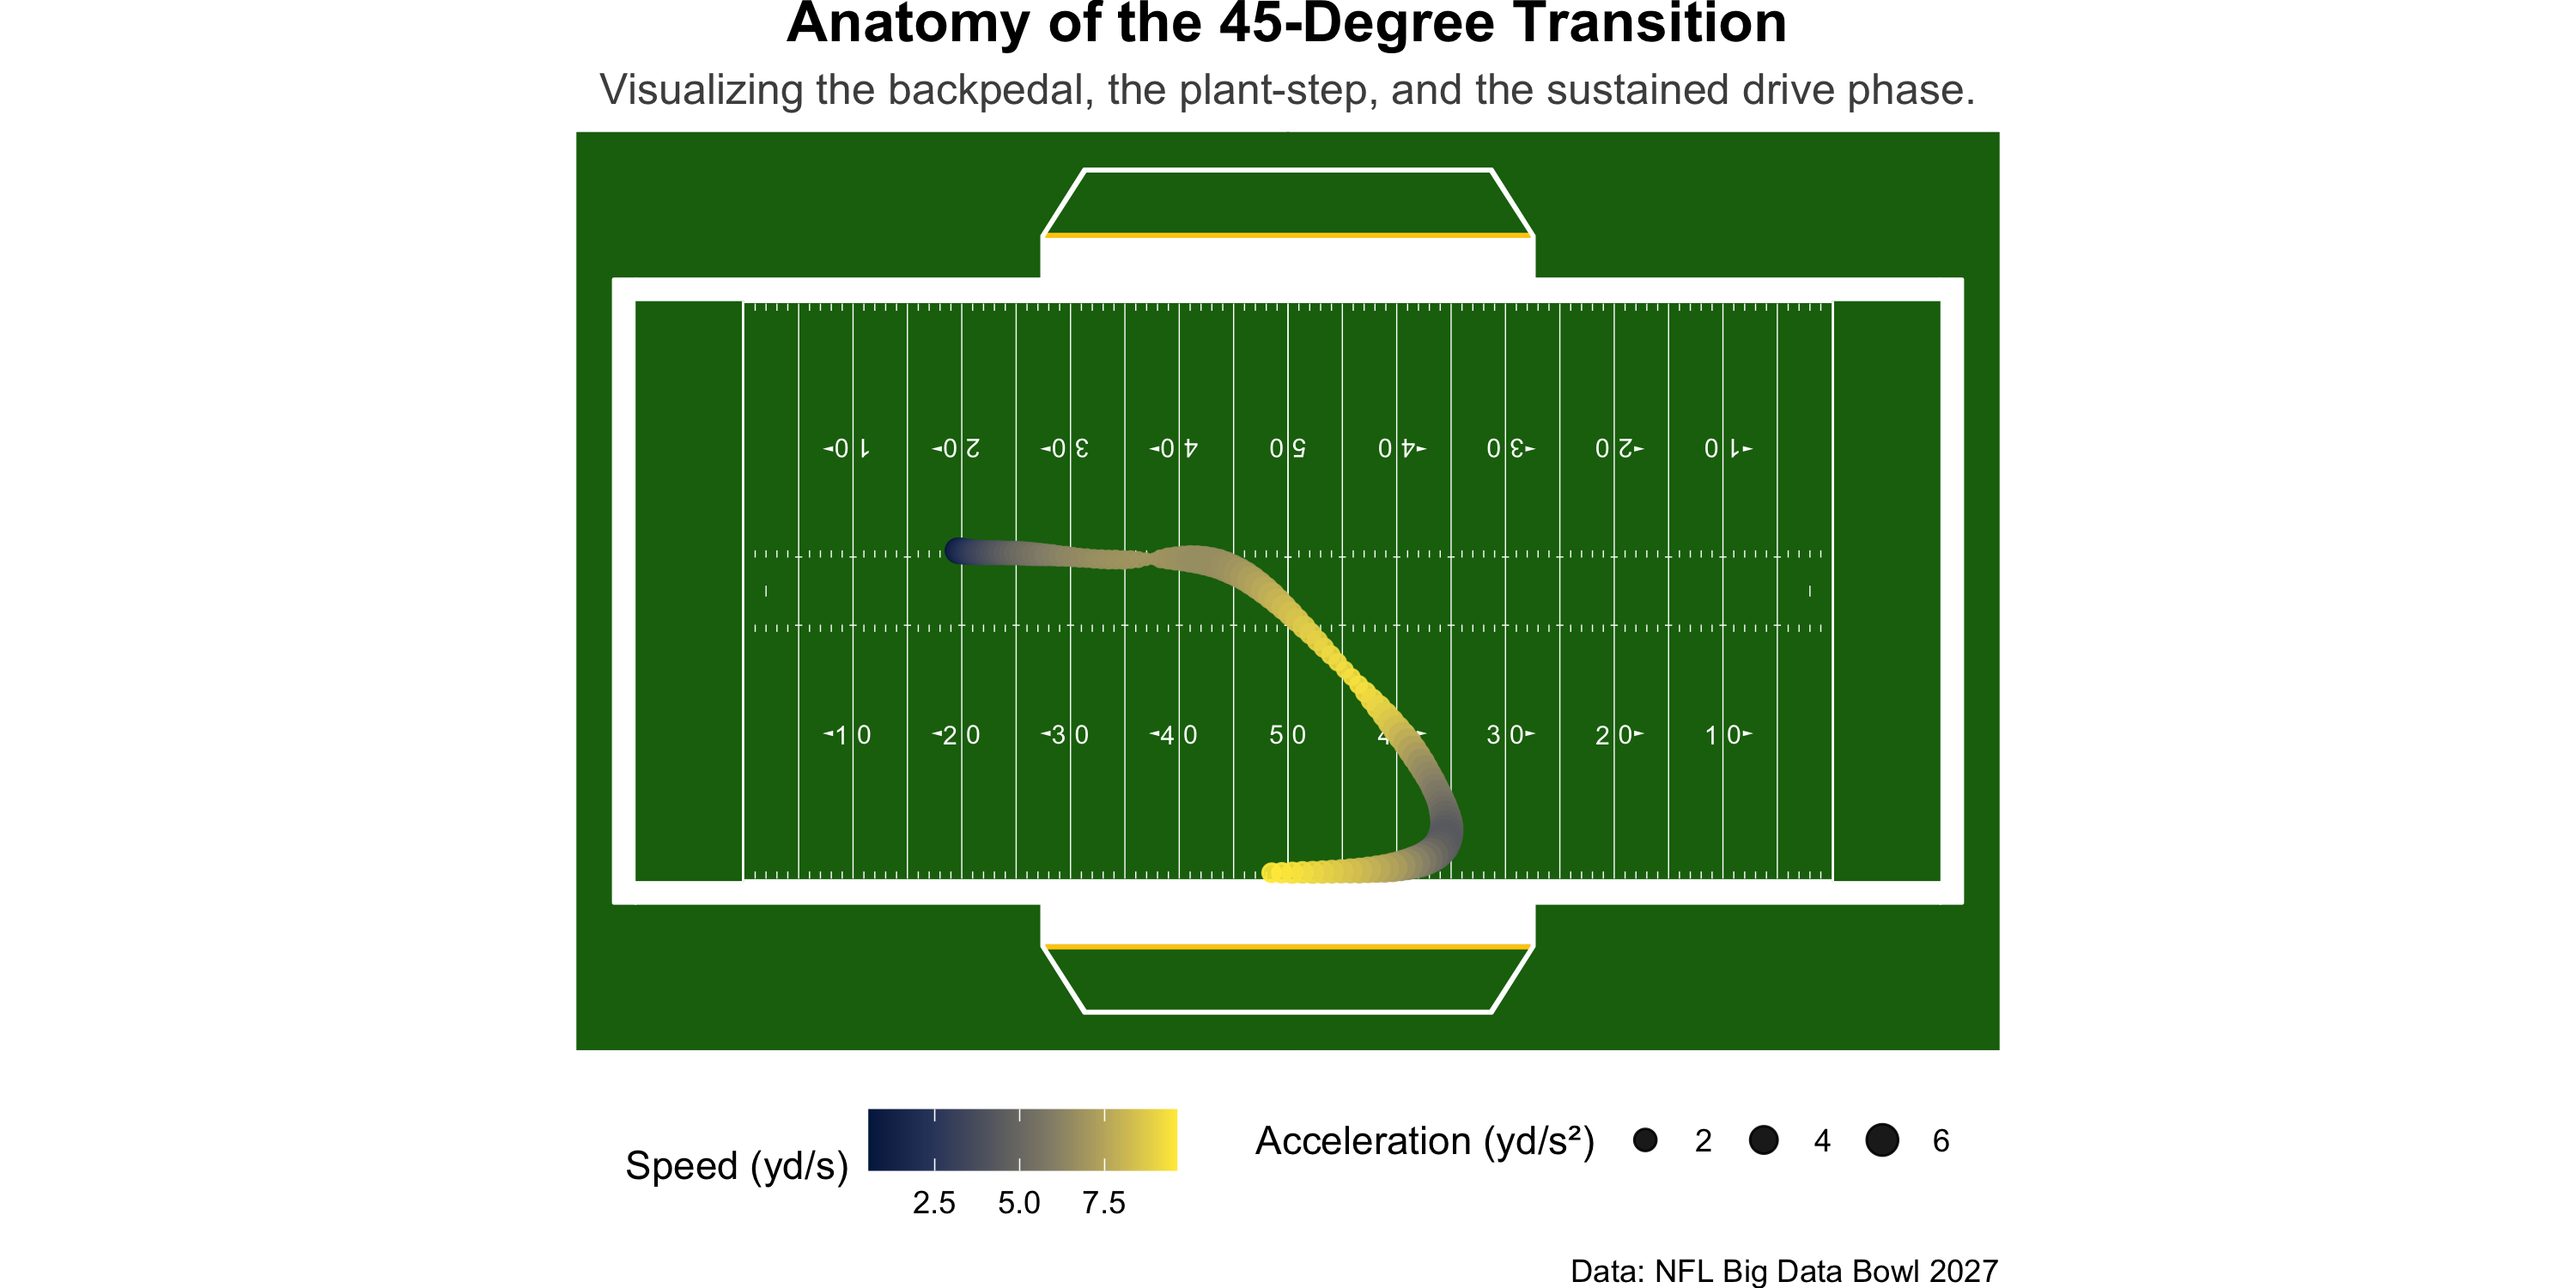 Anatomy of the 45-Degree Transition
Visualizing the backpedal, the plant-step, and the sustained drive phase.
10 20 30 40 50 40 30 20 10
10 20 30 40 50 4 30 20 10
Speed (yd/s)
2.5 5.0 7.5
Acceleration (yd/s²) 2 4 6
Data: NFL Big Data Bowl 2027